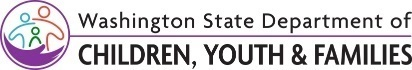 Washington State Department of
CHILDREN, YOUTH & FAMILIES